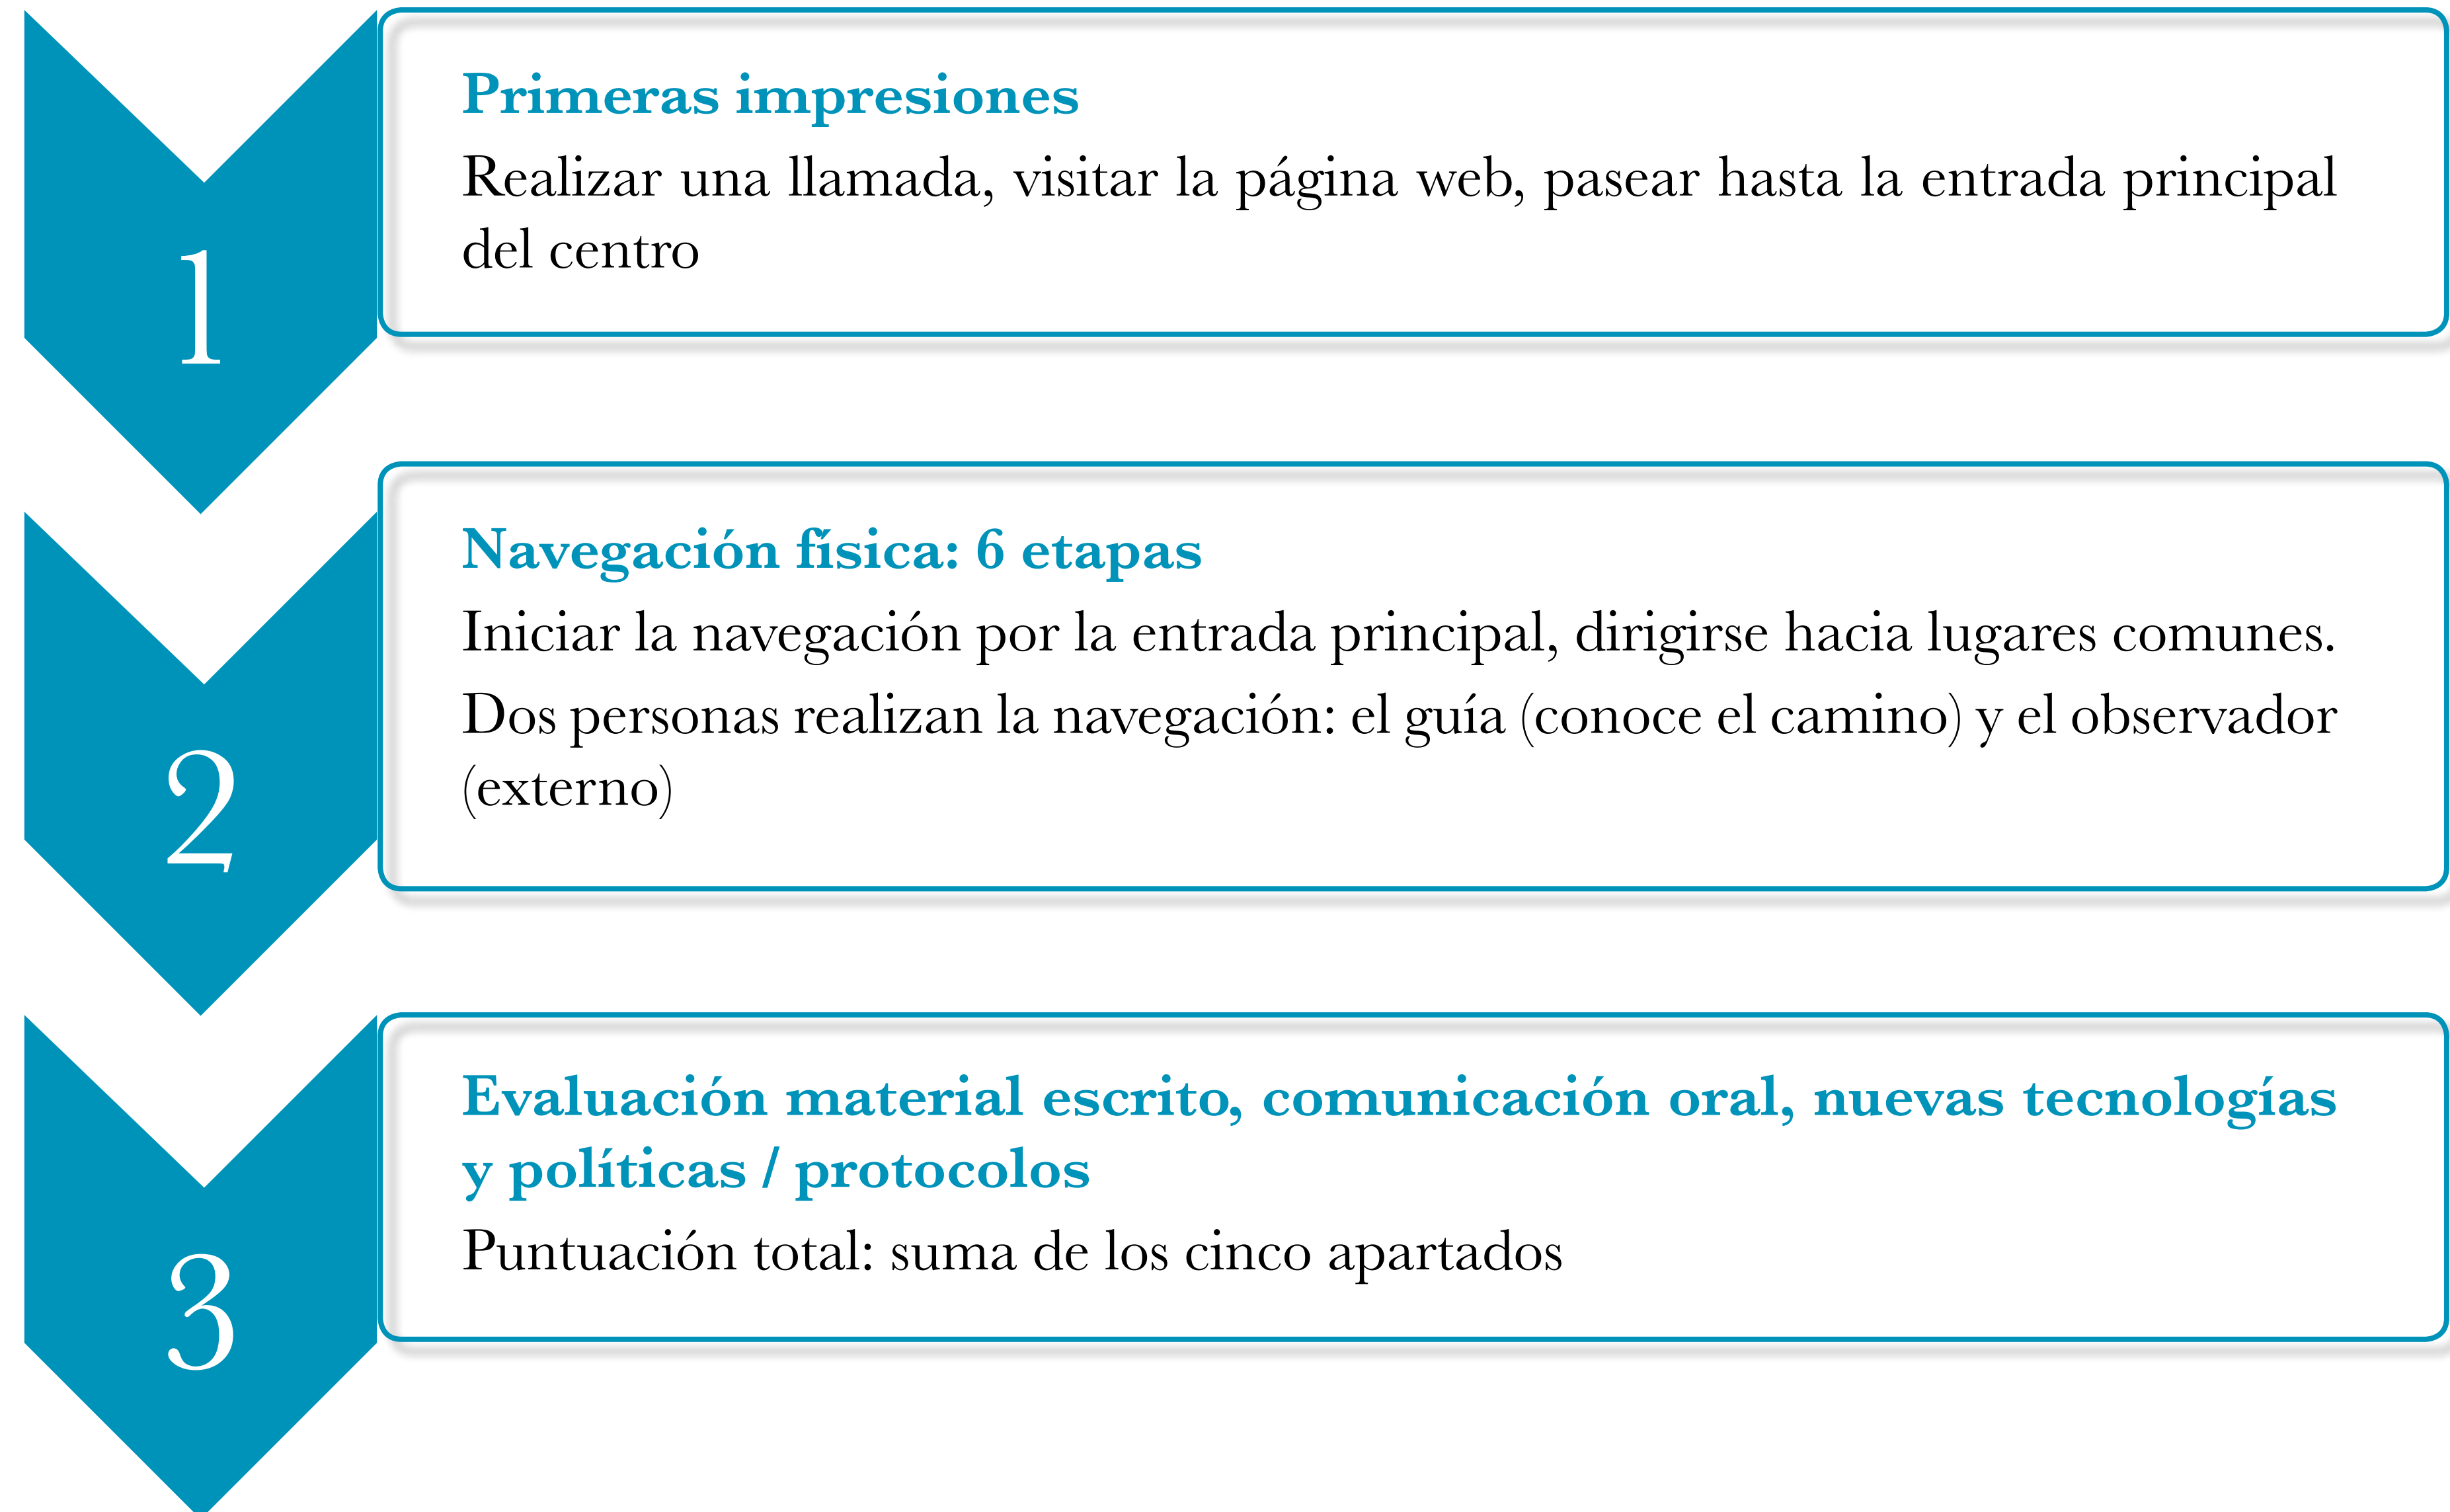 1
Primeras impresiones
Realizar una llamada, visitar la página web, pasear hasta la entrada principal
del centro
2
Navegación física: 6 etapas
Iniciar la navegación por la entrada principal, dirigirse hacia lugares comunes.
Dos personas realizan la navegación: el guía (conoce el camino) y el observador
(externo)
3
Evaluación material escrito, comunicación oral, nuevas tecnologías
y políticas / protocolos
Puntuación total: suma de los cinco apartados